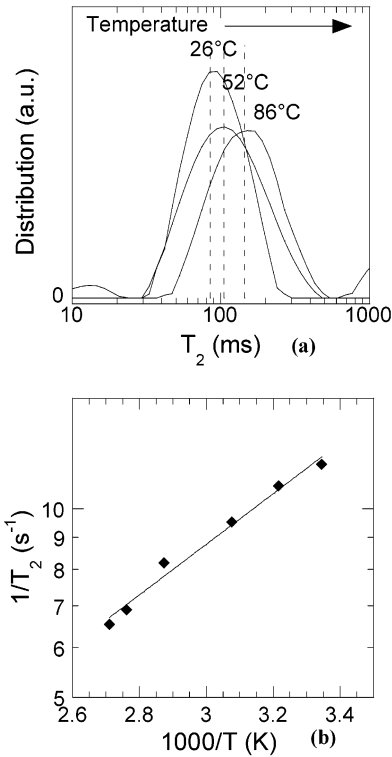 Temperature
26°C
52°C
86°C
Distribution (a.u.)
0
10 100 1000
T₂ (ms) (a)
1/T₂ (s⁻¹)
10
9
8
7
6
5
2.6 2.8 3 3.2 3.4
1000/T (K) (b)